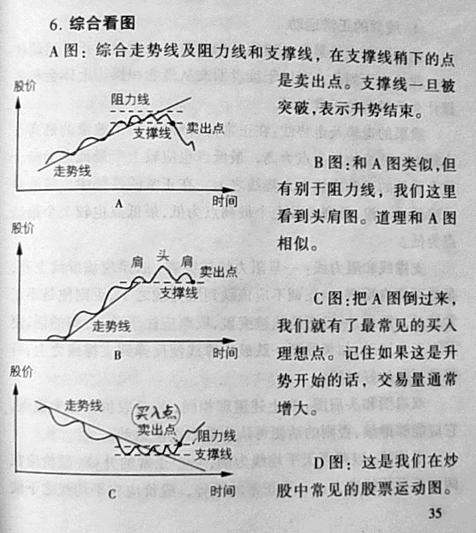 6. 综合看图
A 图：综合走势线及阻力线和支撑线，在支撑线稍下的点
是卖出点。支撑线一旦被
突破，表示升势结束。
股价
阻力线
支撑线
卖出点
走势线
A
时间
B 图：和 A 图类似，但
有别于阻力线，我们这里
看到头肩图。道理和 A 图
相似。
股价
肩 头 肩
卖出点
支撑线
走势线
B
时间
C 图：把 A 图倒过来，
我们就有了最常见的买入
理想点。记住如果这是升
势开始的话，交易量通常
增大。
股价
走势线
（买入点）
卖出点
阻力线
支撑线
C
时间
D 图：这是我们在炒
股中常见的股票运动图。
35